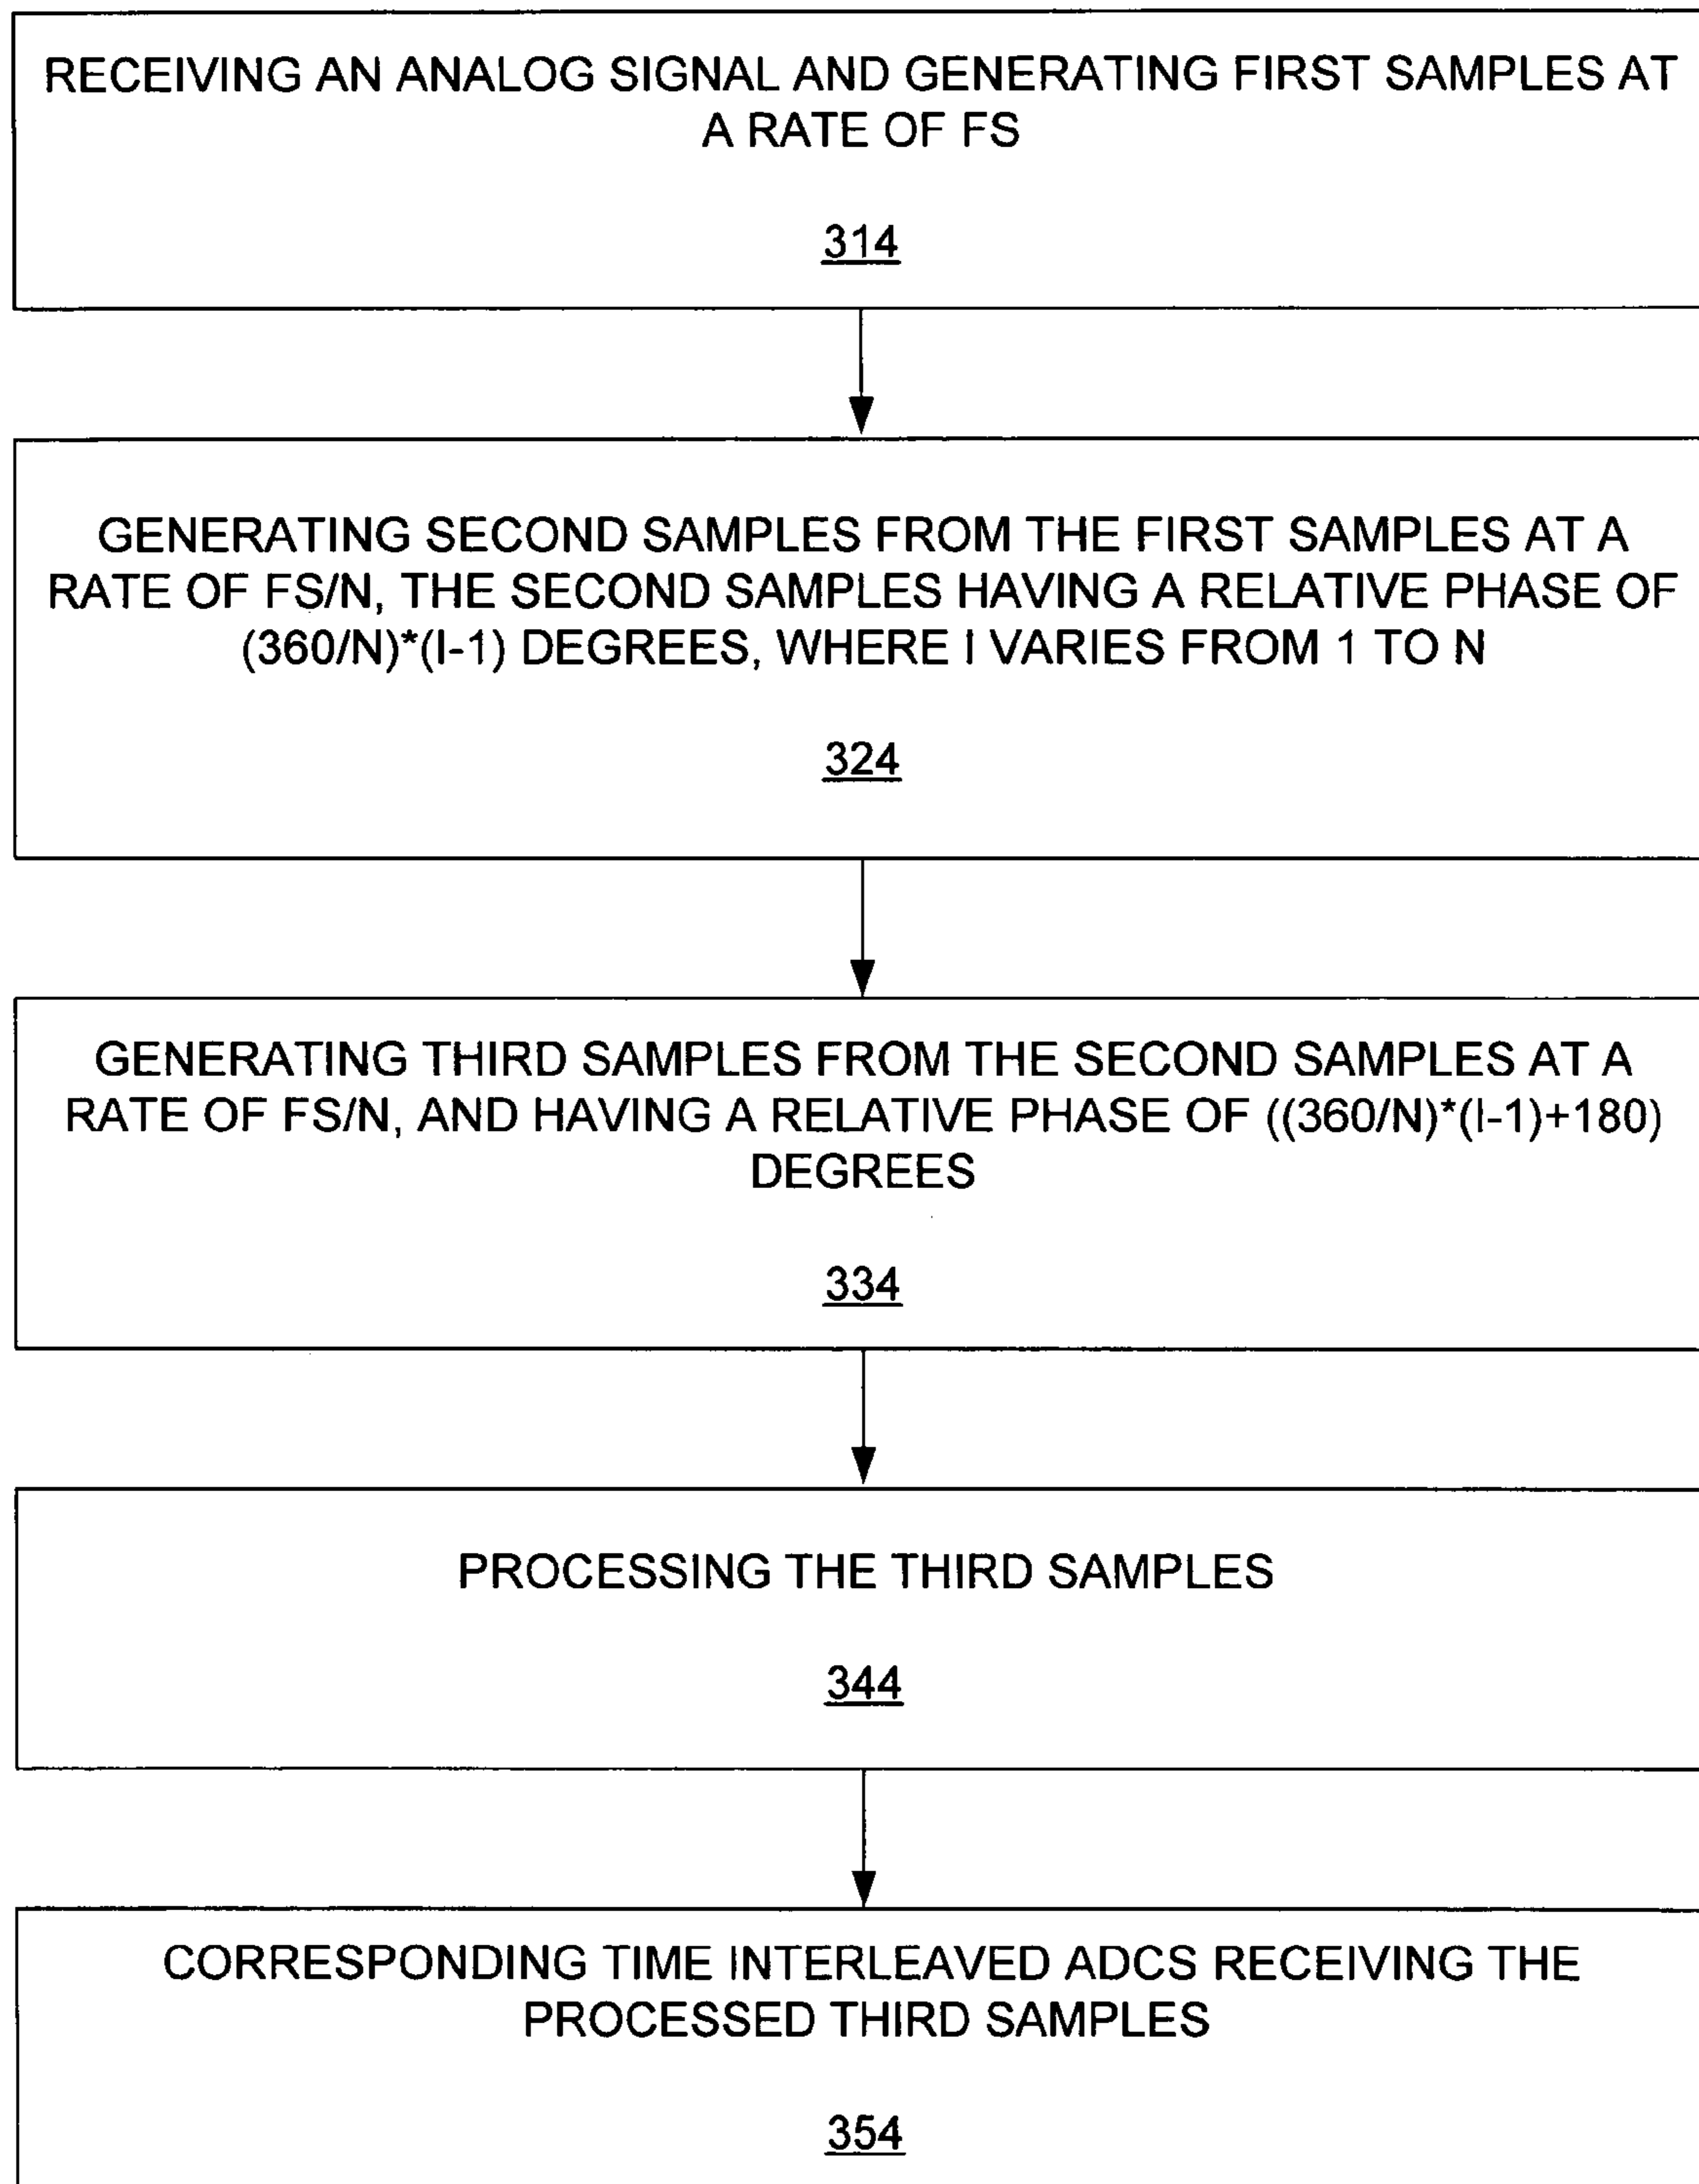 RECEIVING AN ANALOG SIGNAL AND GENERATING FIRST SAMPLES AT
A RATE OF FS
314
GENERATING SECOND SAMPLES FROM THE FIRST SAMPLES AT A
RATE OF FS/N, THE SECOND SAMPLES HAVING A RELATIVE PHASE OF
(360/N)*(I-1) DEGREES, WHERE I VARIES FROM 1 TO N
324
GENERATING THIRD SAMPLES FROM THE SECOND SAMPLES AT A
RATE OF FS/N, AND HAVING A RELATIVE PHASE OF ((360/N)*(I-1)+180)
DEGREES
334
PROCESSING THE THIRD SAMPLES
344
CORRESPONDING TIME INTERLEAVED ADCS RECEIVING THE
PROCESSED THIRD SAMPLES
354